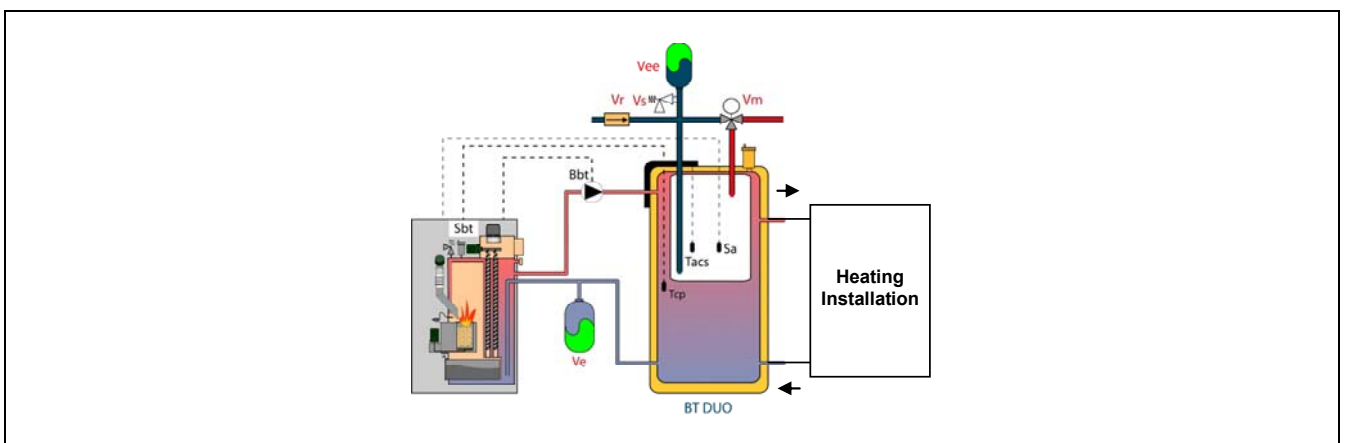 Vee
Vr Vs Vm
Bbt
Sbt
Tacs Sa
Tcp
Heating
Installation
Ve
BT DUO